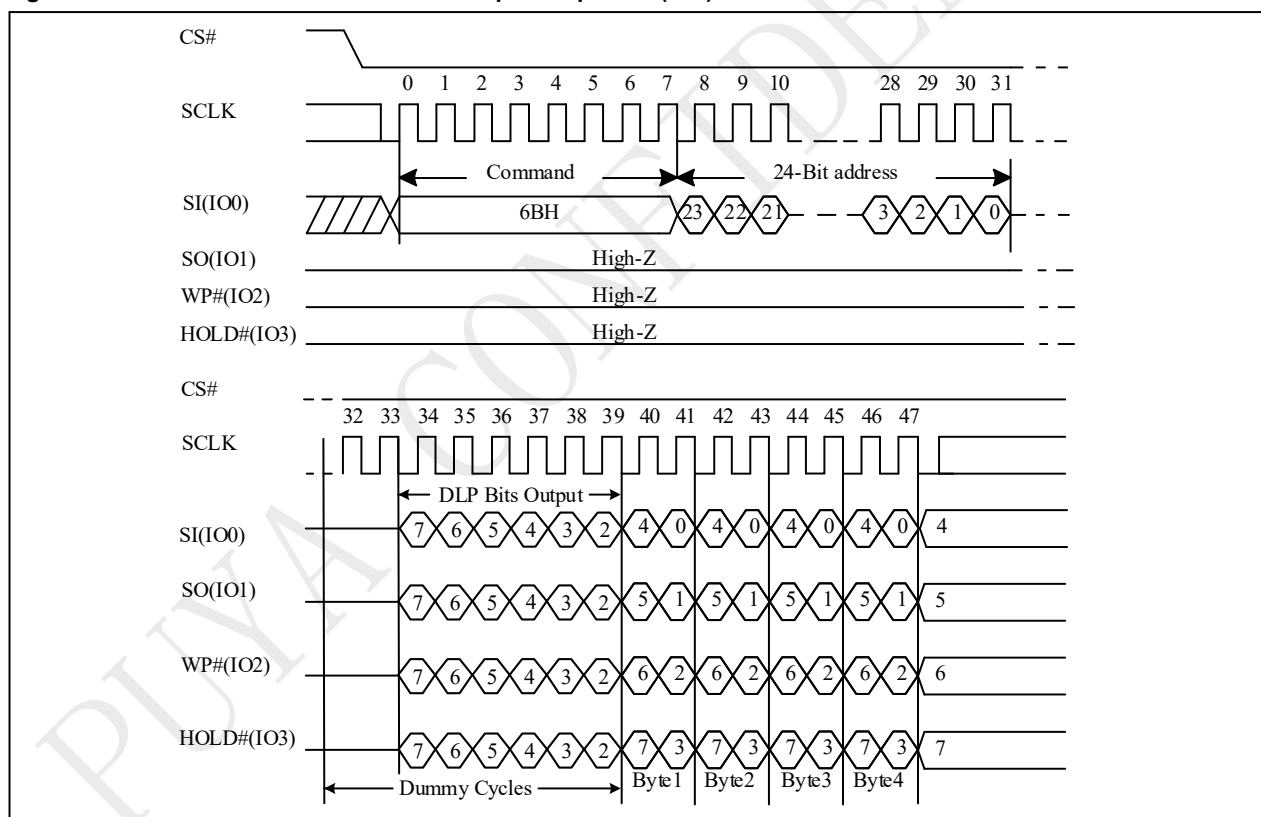 CS#
0 1 2 3 4 5 6 7 8 9 10 28 29 30 31
SCLK
Command 24-Bit address
SI(IO0) 6BH 23 22 21 3 2 1 0
SO(IO1) High-Z
WP#(IO2) High-Z
HOLD#(IO3) High-Z
CS#
32 33 34 35 36 37 38 39 40 41 42 43 44 45 46 47
SCLK
DLP Bits Output
SI(IO0) 7 6 5 4 3 2 4 0 4 0 4 0 4 0 4
SO(IO1) 7 6 5 4 3 2 5 1 5 1 5 1 5 1 5
WP#(IO2) 7 6 5 4 3 2 6 2 6 2 6 2 6 2 6
HOLD#(IO3) 7 6 5 4 3 2 7 3 7 3 7 3 7 3 7
Byte1 Byte2 Byte3 Byte4
Dummy Cycles